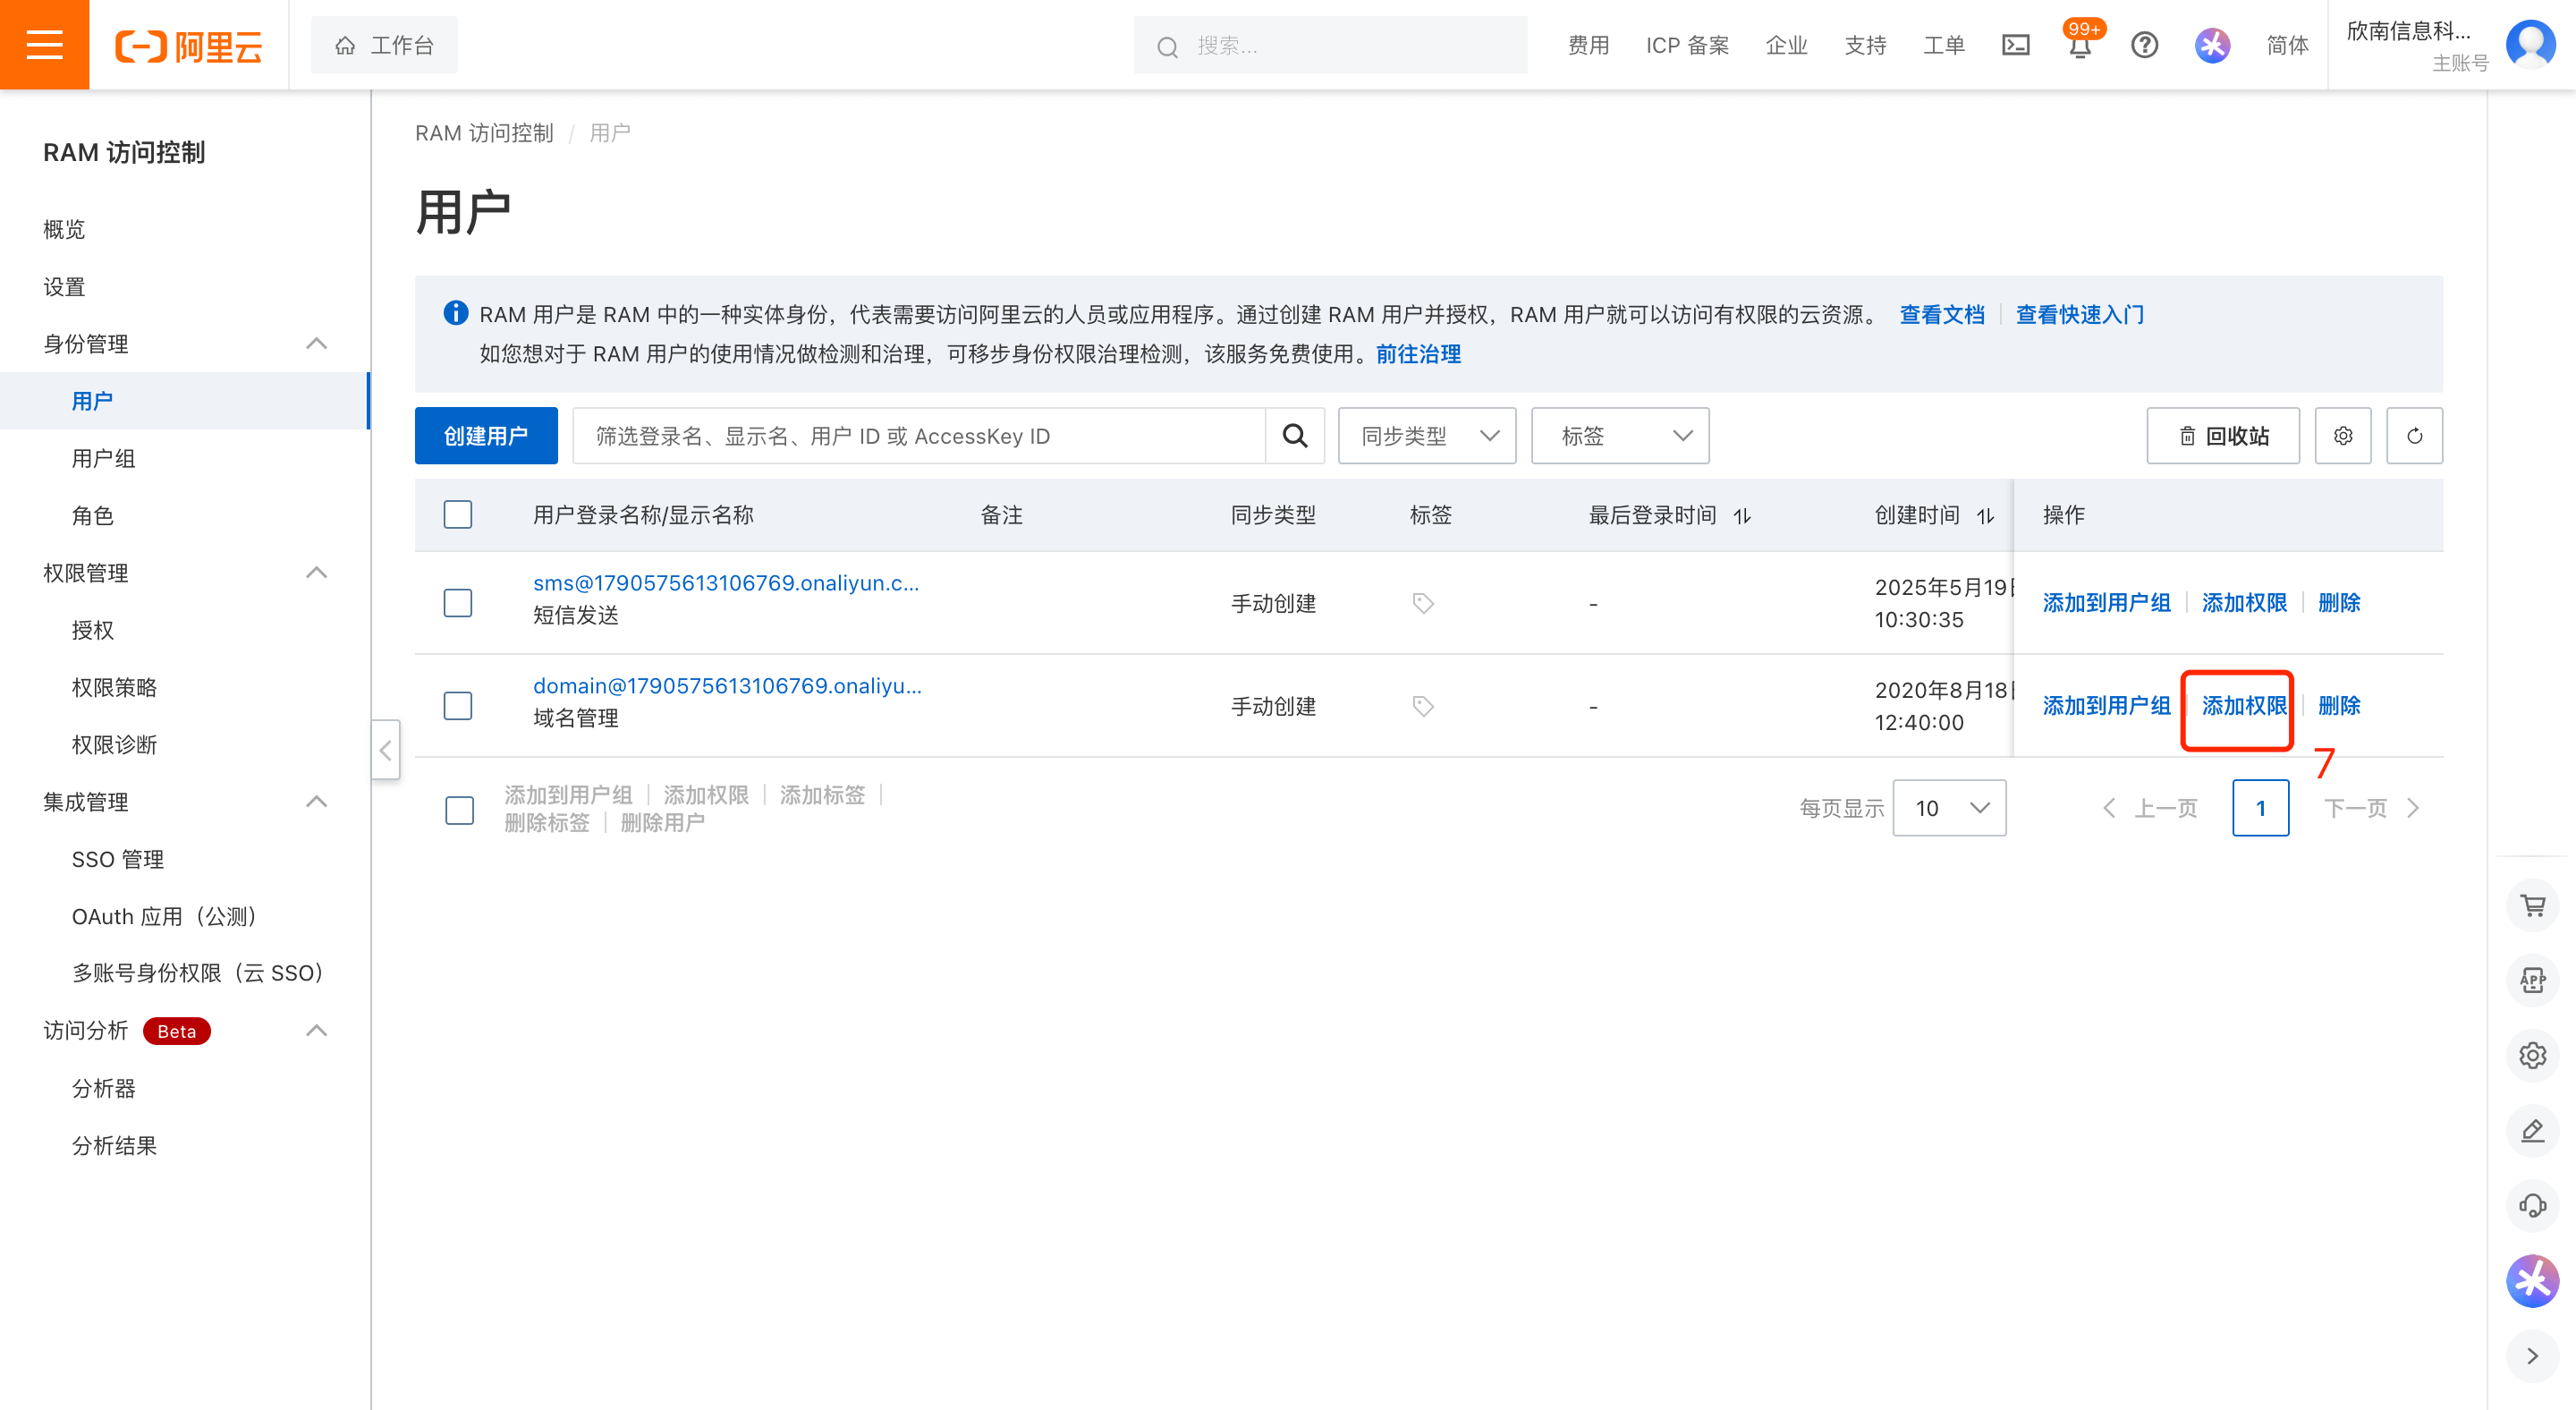 阿里云
工作台
搜索...
费用
ICP 备案
企业
支持
工单
99+
简体
欣南信息科...
主账号
RAM 访问控制
概览
设置
身份管理
用户
用户组
角色
权限管理
授权
权限策略
权限诊断
集成管理
SSO 管理
OAuth 应用（公测）
多账号身份权限（云 SSO）
访问分析 Beta
分析器
分析结果
RAM 访问控制 / 用户
用户
RAM 用户是 RAM 中的一种实体身份，代表需要访问阿里云的人员或应用程序。通过创建 RAM 用户并授权，RAM 用户就可以访问有权限的云资源。 查看文档 查看快速入门
如您想对于 RAM 用户的使用情况做检测和治理，可移步身份权限治理检测，该服务免费使用。前往治理
创建用户
筛选登录名、显示名、用户 ID 或 AccessKey ID
同步类型
标签
回收站
用户登录名称/显示名称 备注 同步类型 标签 最后登录时间 创建时间 操作
sms@1790575613106769.onaliyun.c...
短信发送
手动创建
-
2025年5月19日
10:30:35
添加到用户组 添加权限 删除
domain@1790575613106769.onaliyu...
域名管理
手动创建
-
2020年8月18日
12:40:00
添加到用户组 添加权限 删除
7
添加到用户组 添加权限 添加标签
删除标签 删除用户
每页显示 10
上一页 1 下一页
APP